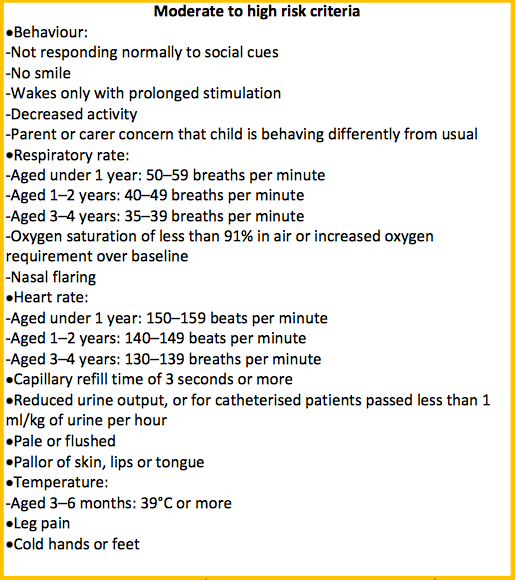 Moderate to high risk criteria
●Behaviour:
-Not responding normally to social cues
-No smile
-Wakes only with prolonged stimulation
-Decreased activity
-Parent or carer concern that child is behaving differently from usual
●Respiratory rate:
-Aged under 1 year: 50–59 breaths per minute
-Aged 1–2 years: 40–49 breaths per minute
-Aged 3–4 years: 35–39 breaths per minute
-Oxygen saturation of less than 91% in air or increased oxygen
requirement over baseline
-Nasal flaring
●Heart rate:
-Aged under 1 year: 150–159 beats per minute
-Aged 1–2 years: 140–149 beats per minute
-Aged 3–4 years: 130–139 breaths per minute
●Capillary refill time of 3 seconds or more
●Reduced urine output, or for catheterised patients passed less than 1
ml/kg of urine per hour
●Pale or flushed
●Pallor of skin, lips or tongue
●Temperature:
-Aged 3–6 months: 39°C or more
●Leg pain
●Cold hands or feet